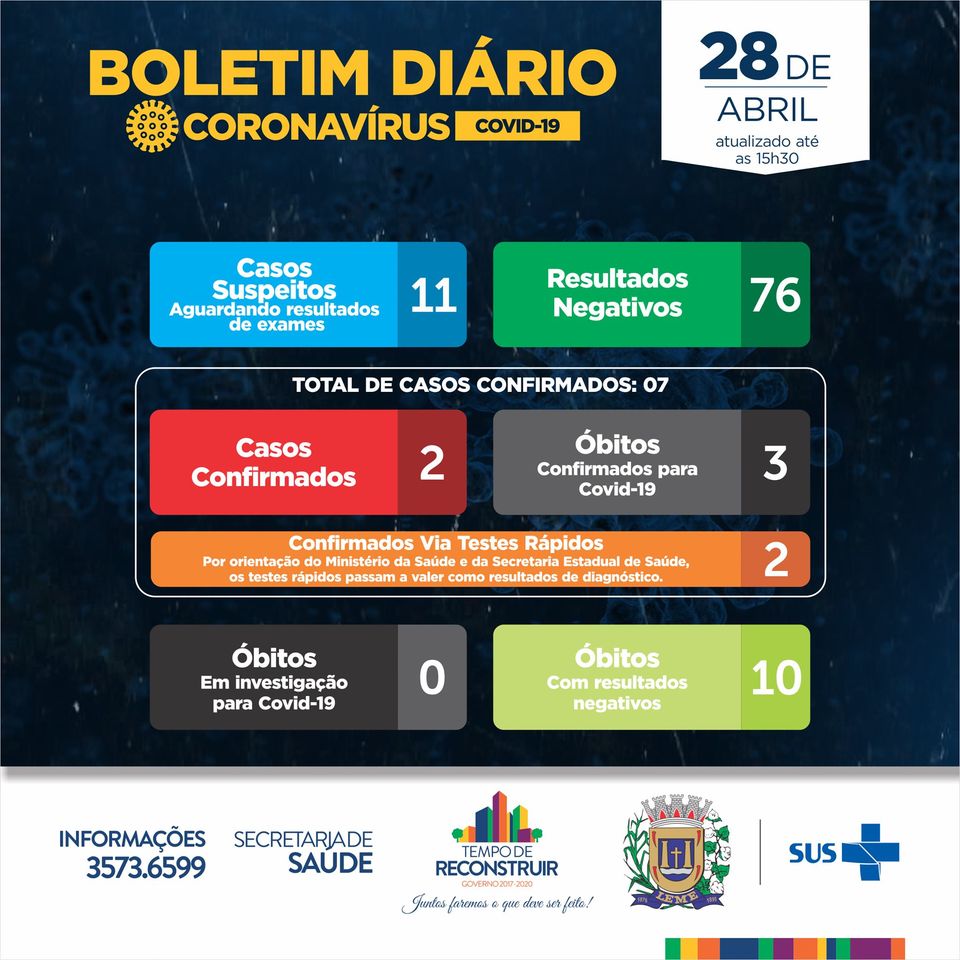 BOLETIM DIÁRIO
CORONAVÍRUS COVID-19
28 DE
ABRIL
atualizado até
as 15h30
Casos
Suspeitos
Aguardando resultados
de exames
11
Resultados
Negativos
76
TOTAL DE CASOS CONFIRMADOS: 07
Casos
Confirmados
2
Óbitos
Confirmados para
Covid-19
3
Confirmados Via Testes Rápidos
Por orientação do Ministério da Saúde e da Secretaria Estadual de Saúde,
os testes rápidos passam a valer como resultados de diagnóstico.
2
Óbitos
Em investigação
para Covid-19
0
Óbitos
Com resultados
negativos
10
INFORMAÇÕES
3573.6599
SECRETARIA DE
SAÚDE
TEMPO DE
RECONSTRUIR
GOVERNO 2017-2020
Juntos faremos o que deve ser feito!
1876 LEME 1895
SUS